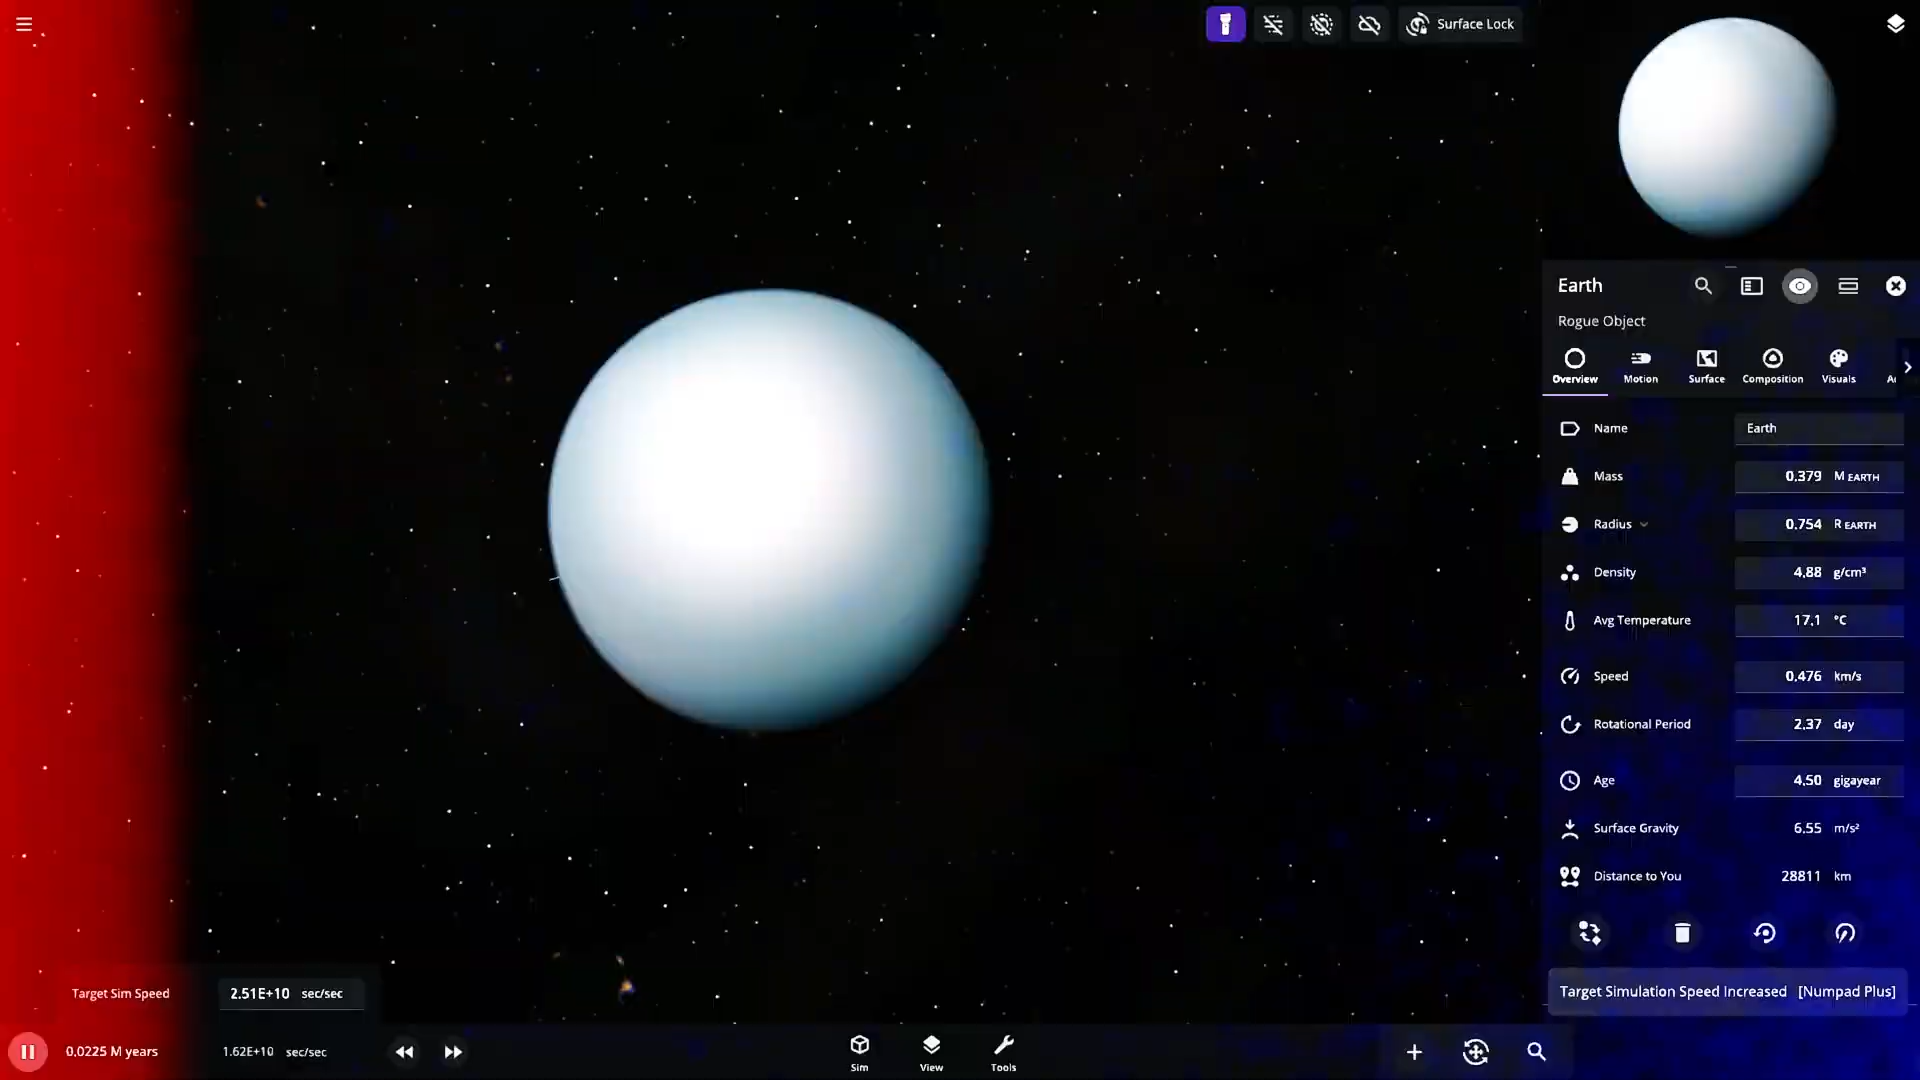 Surface Lock
Earth
Rogue Object
Overview Motion Surface Composition Visuals
Name Earth
Mass 0.379 M EARTH
Radius 0.754 R EARTH
Density 4.88 g/cm³
Avg Temperature 17.1 °C
Speed 0.476 km/s
Rotational Period 2.37 day
Age 4.50 gigayear
Surface Gravity 6.55 m/s²
Distance to You 28811 km
Target Simulation Speed Increased [Numpad Plus]
Target Sim Speed 2.51E+10 sec/sec
0.0225 M years 1.62E+10 sec/sec
Sim View Tools